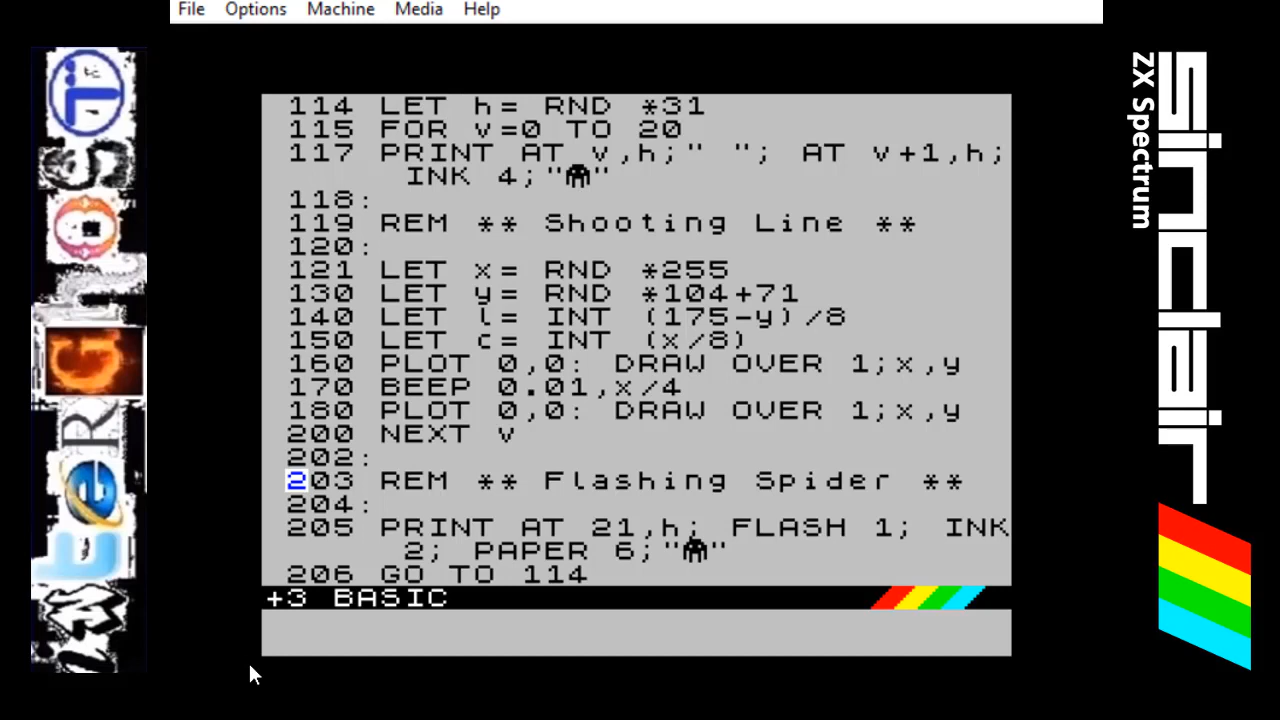 File Options Machine Media Help
114 LET h= RND *31
115 FOR v=0 TO 20
117 PRINT AT v,h;" "; AT v+1,h;
INK 4;" "
118:
119 REM ** Shooting Line **
120:
121 LET x= RND *255
130 LET y= RND *104+71
140 LET l= INT (175-y)/8
150 LET c= INT (x/8)
160 PLOT 0,0: DRAW OVER 1;x,y
170 BEEP 0.01,x/4
180 PLOT 0,0: DRAW OVER 1;x,y
200 NEXT v
202:
203 REM ** Flashing Spider **
204:
205 PRINT AT 21,h; FLASH 1; INK
2; PAPER 6;" "
206 GO TO 114
+3 BASIC
sinclair
ZX Spectrum